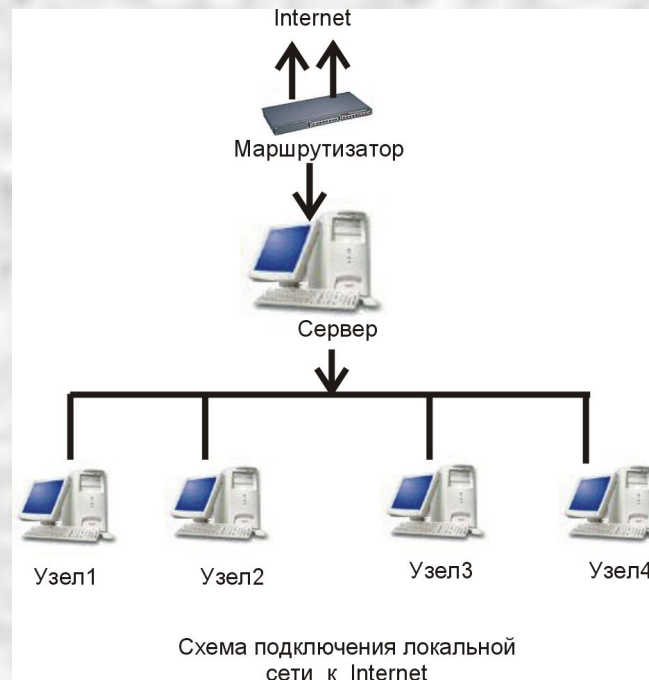 Internet
Маршрутизатор
Сервер
Узел1 Узел2 Узел3 Узел4
Схема подключения локальной
сети к Internet